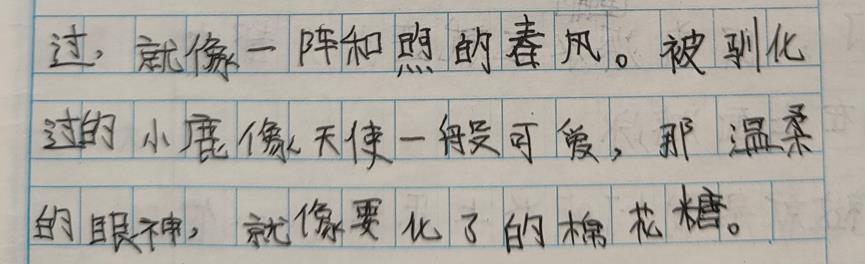 过，就像一阵和煦的春风。被驯化
过的小鹿像天使一般可爱，那温柔
的眼神，就像要化了的棉花糖。